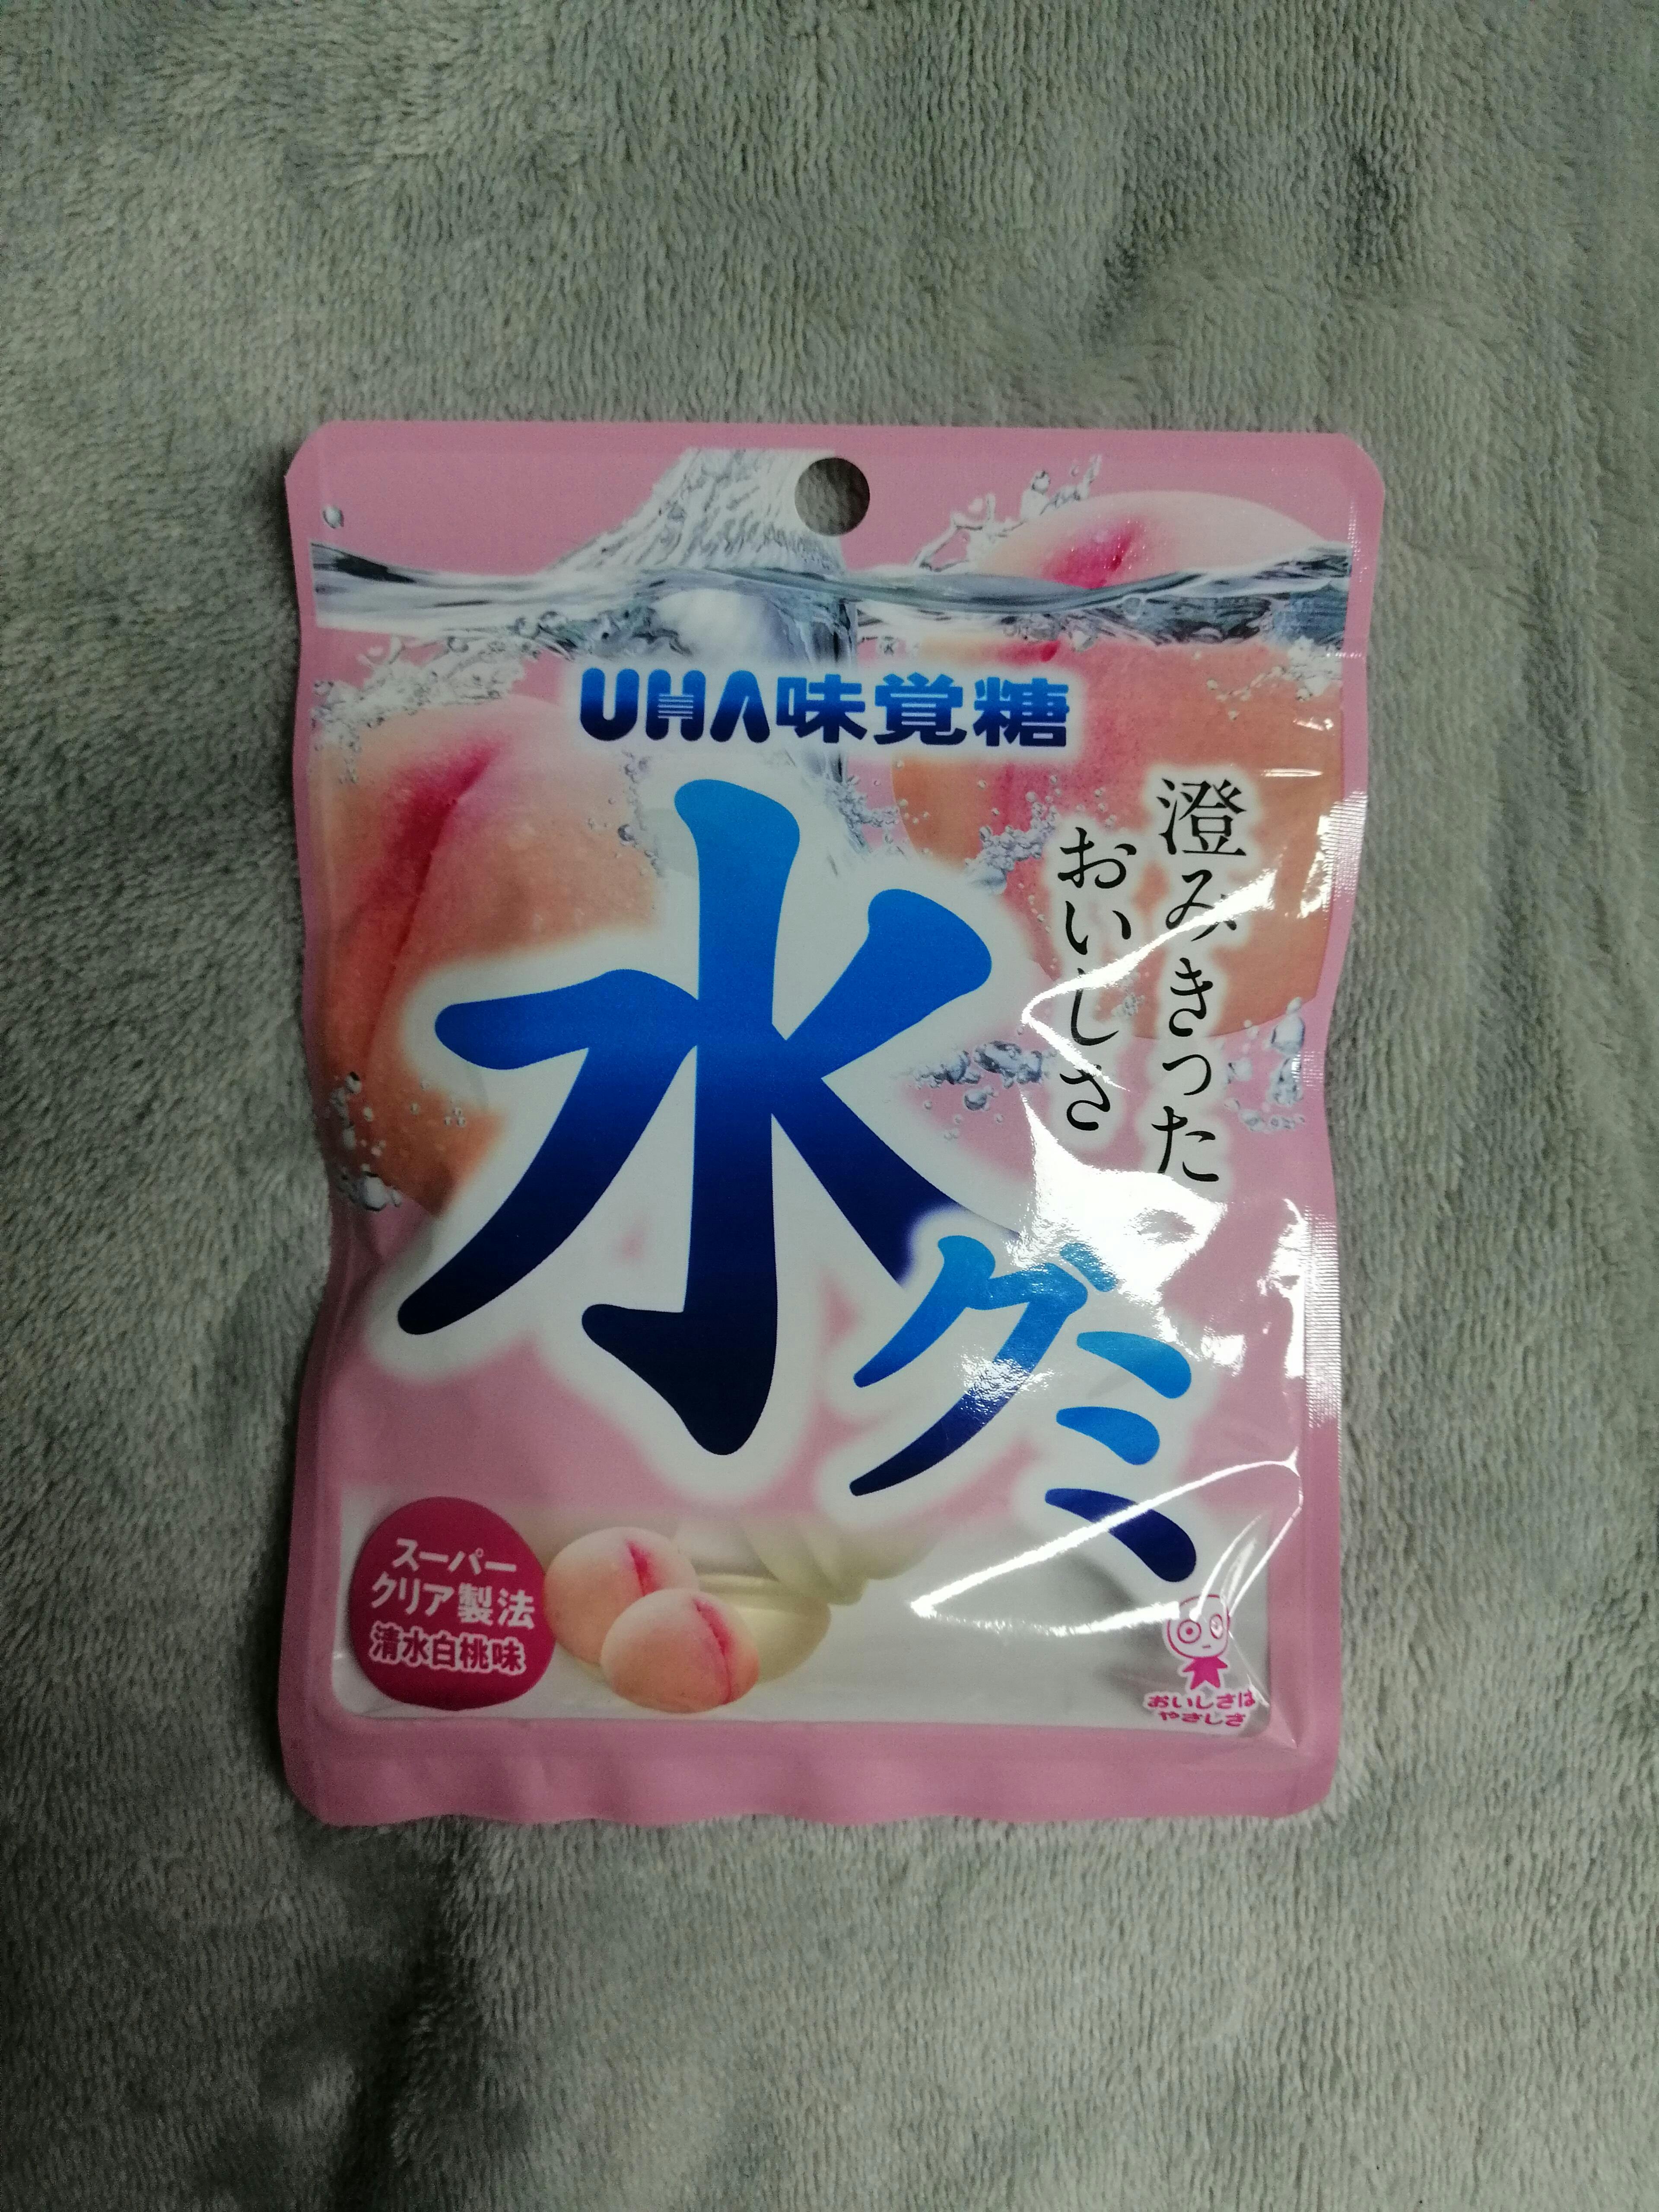 UHA味覚糖
澄みきった
おいしさ
水グミ
スーパー
クリア製法
清水白桃味
おいしさは
やさしさ